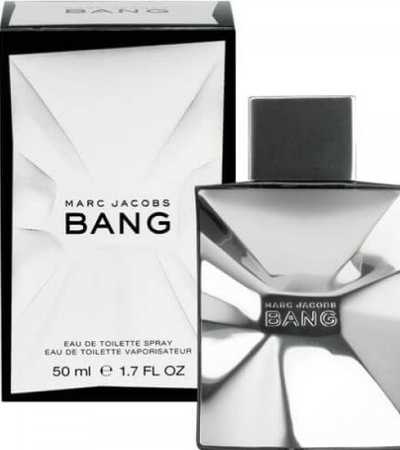 BANG
MARC JACOBS
BANG
EAU DE TOILETTE SPRAY
EAU DE TOILETTE VAPORISATEUR
50 ml ℮ 1.7 FL OZ
MARC JACOBS
BANG